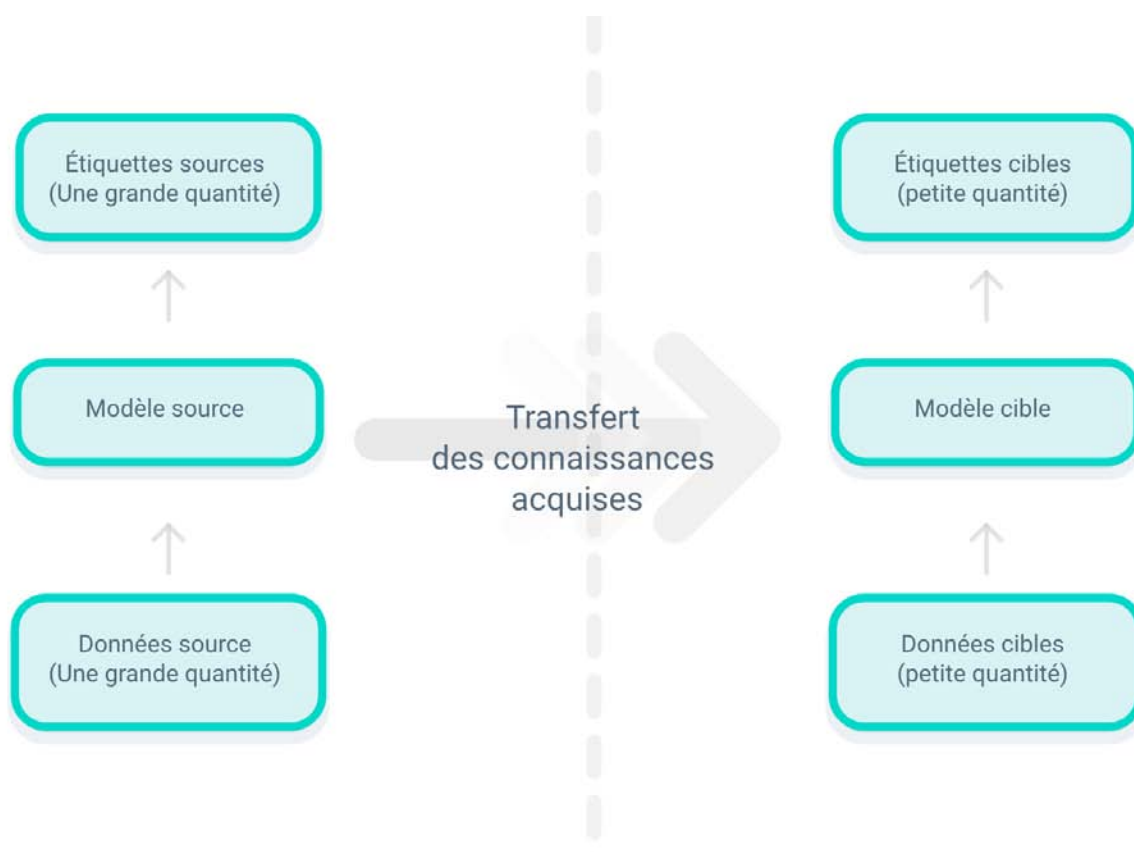 Étiquettes sources
(Une grande quantité)
Étiquettes cibles
(petite quantité)
Modèle source
Transfert
des connaissances
acquises
Modèle cible
Données source
(Une grande quantité)
Données cibles
(petite quantité)